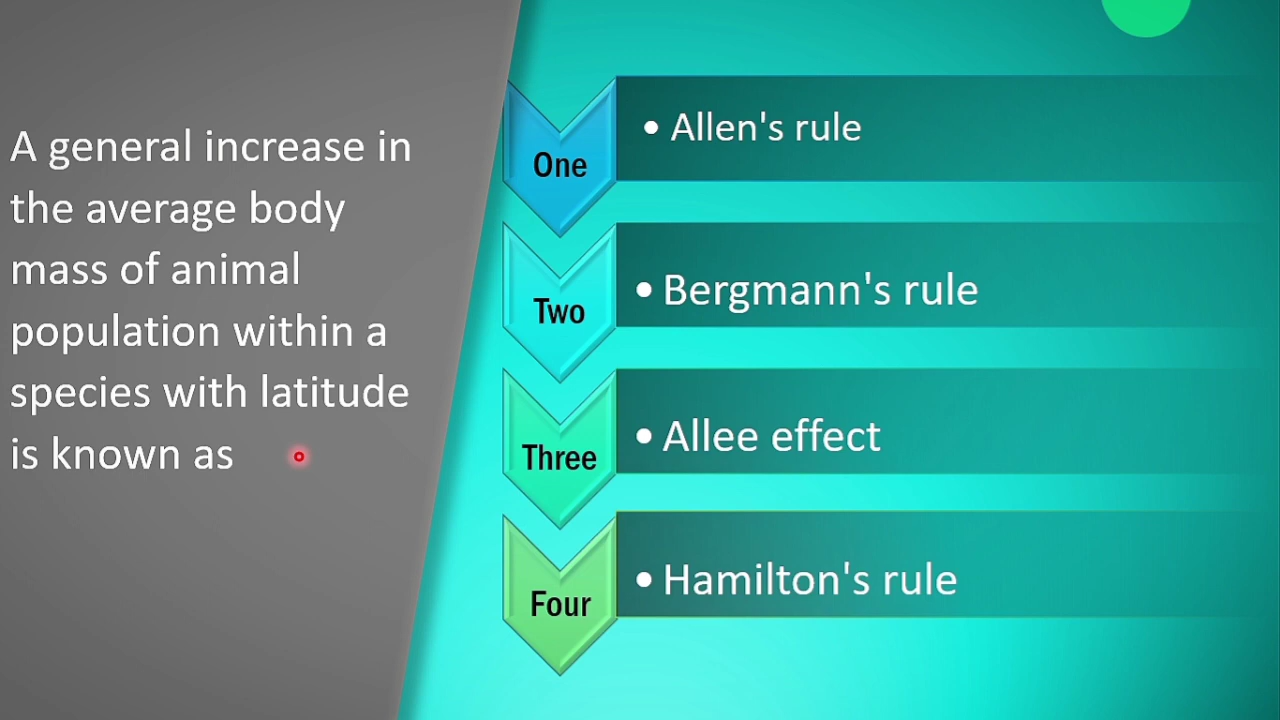 A general increase in
the average body
mass of animal
population within a
species with latitude
is known as
One
• Allen's rule
Two
• Bergmann's rule
Three
• Allee effect
Four
• Hamilton's rule